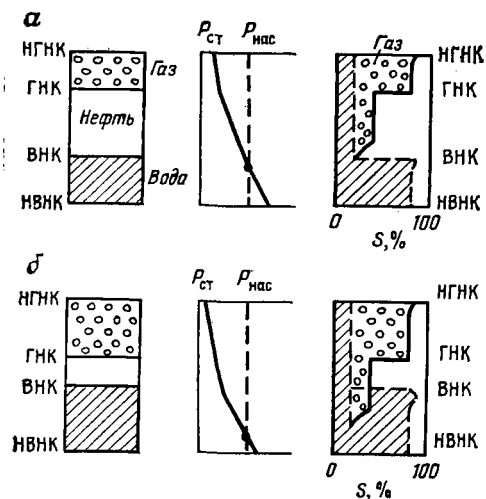 а
НГНК
ГНК
ВНК
НВНК
Газ
Нефть
Вода
Pст
Pнас
Газ
НГНК
ГНК
ВНК
НВНК
0
100
S,%
б
НГНК
ГНК
ВНК
НВНК
Pст
Pнас
НГНК
ГНК
ВНК
НВНК
0
100
S,%